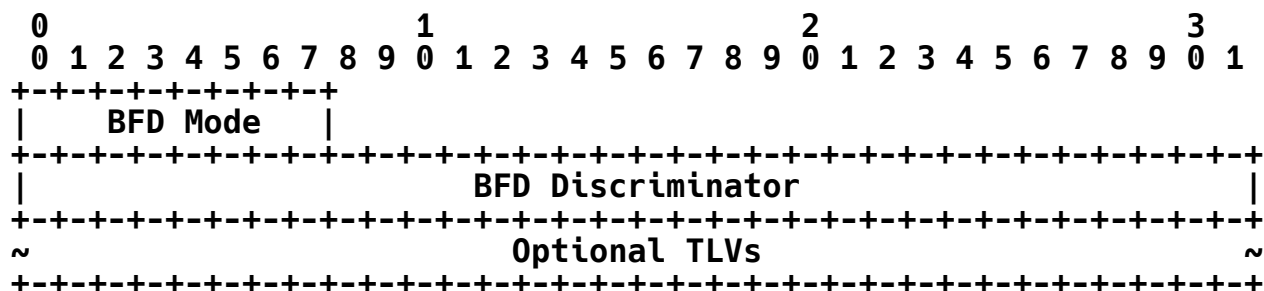 0                   1                   2                   3
 0 1 2 3 4 5 6 7 8 9 0 1 2 3 4 5 6 7 8 9 0 1 2 3 4 5 6 7 8 9 0 1
+-+-+-+-+-+-+-+-+
|    BFD Mode   |
+-+-+-+-+-+-+-+-+-+-+-+-+-+-+-+-+-+-+-+-+-+-+-+-+-+-+-+-+-+-+-+-+
|                       BFD Discriminator                       |
+-+-+-+-+-+-+-+-+-+-+-+-+-+-+-+-+-+-+-+-+-+-+-+-+-+-+-+-+-+-+-+-+
~                         Optional TLVs                         ~
+-+-+-+-+-+-+-+-+-+-+-+-+-+-+-+-+-+-+-+-+-+-+-+-+-+-+-+-+-+-+-+-+